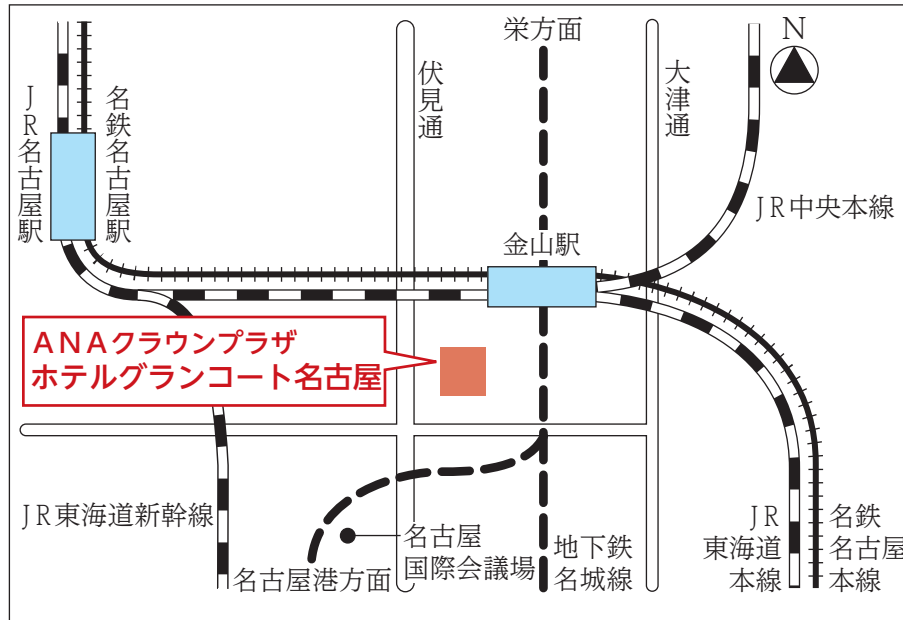 栄方面
N
伏見通
大津通
JR名古屋駅
名鉄名古屋駅
JR中央本線
金山駅
ANAクラウンプラザ
ホテルグランコート名古屋
JR東海道新幹線
名古屋
国際会議場
名古屋港方面
地下鉄
名城線
JR
東海道
本線
名鉄
名古屋
本線